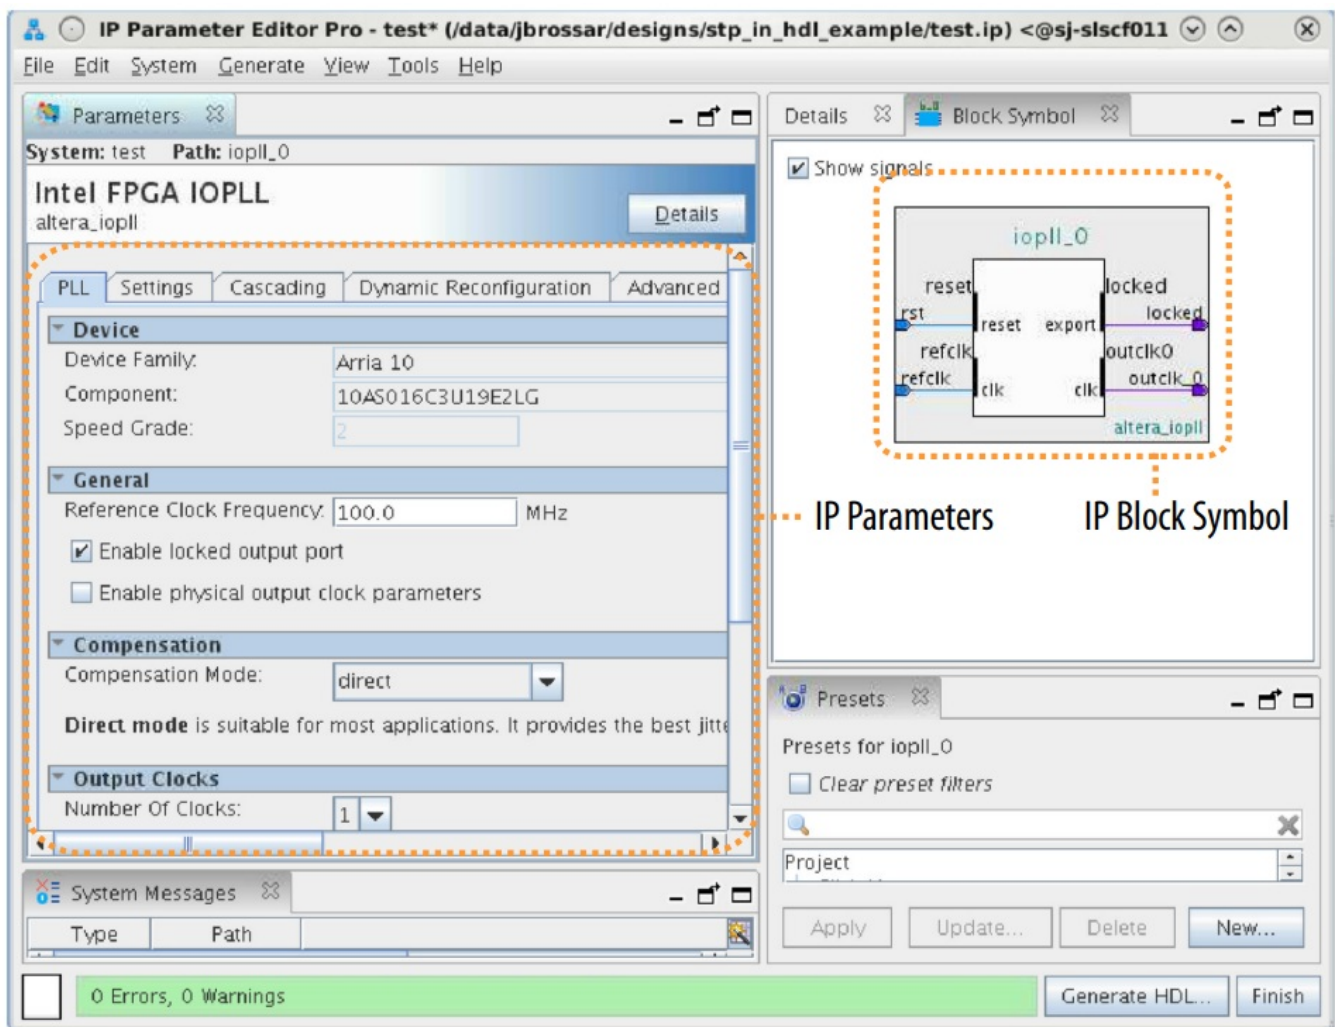 IP Parameter Editor Pro - test* (/data/jbrossar/designs/stp_in_hdl_example/test.ip) <@sj-slscf011
File Edit System Generate View Tools Help
Parameters
System: test Path: iopll_0
Intel FPGA IOPLL
altera_iopll
Details
PLL Settings Cascading Dynamic Reconfiguration Advanced
Device
Device Family: Arria 10
Component: 10AS016C3U19E2LG
Speed Grade: 2
General
Reference Clock Frequency: 100.0 MHz
Enable locked output port
Enable physical output clock parameters
Compensation
Compensation Mode: direct
Direct mode is suitable for most applications. It provides the best jitte
Output Clocks
Number Of Clocks: 1
System Messages
Type Path
0 Errors, 0 Warnings
Details Block Symbol
Show signals
iopll_0
reset locked
rst locked
reset export
refclk outclk0
refclk outclk_0
clk clk
altera_iopll
IP Parameters IP Block Symbol
Presets
Presets for iopll_0
Clear preset filters
Project
Apply Update... Delete New...
Generate HDL... Finish